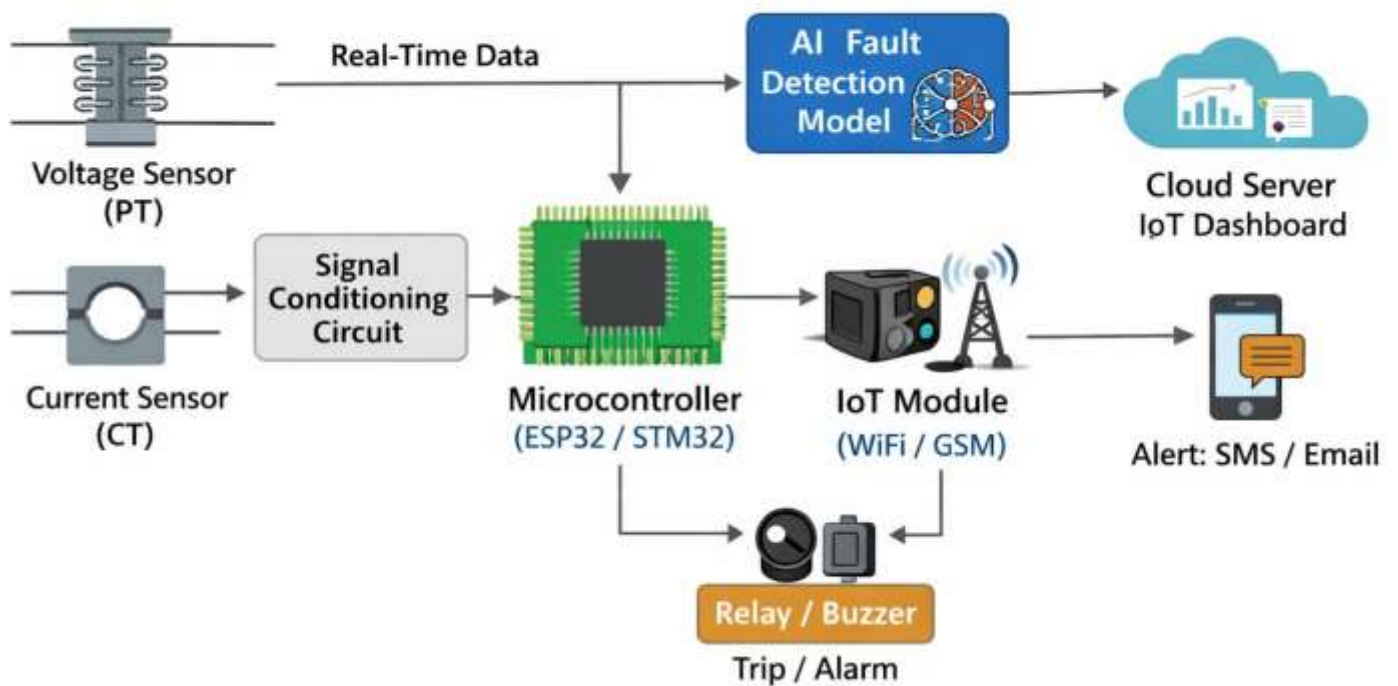 Real-Time Data
AI Fault
Detection
Model
Voltage Sensor
(PT)
Cloud Server
IoT Dashboard
Signal
Conditioning
Circuit
Current Sensor
(CT)
Microcontroller
(ESP32 / STM32)
IoT Module
(WiFi / GSM)
Alert: SMS / Email
Relay / Buzzer
Trip / Alarm